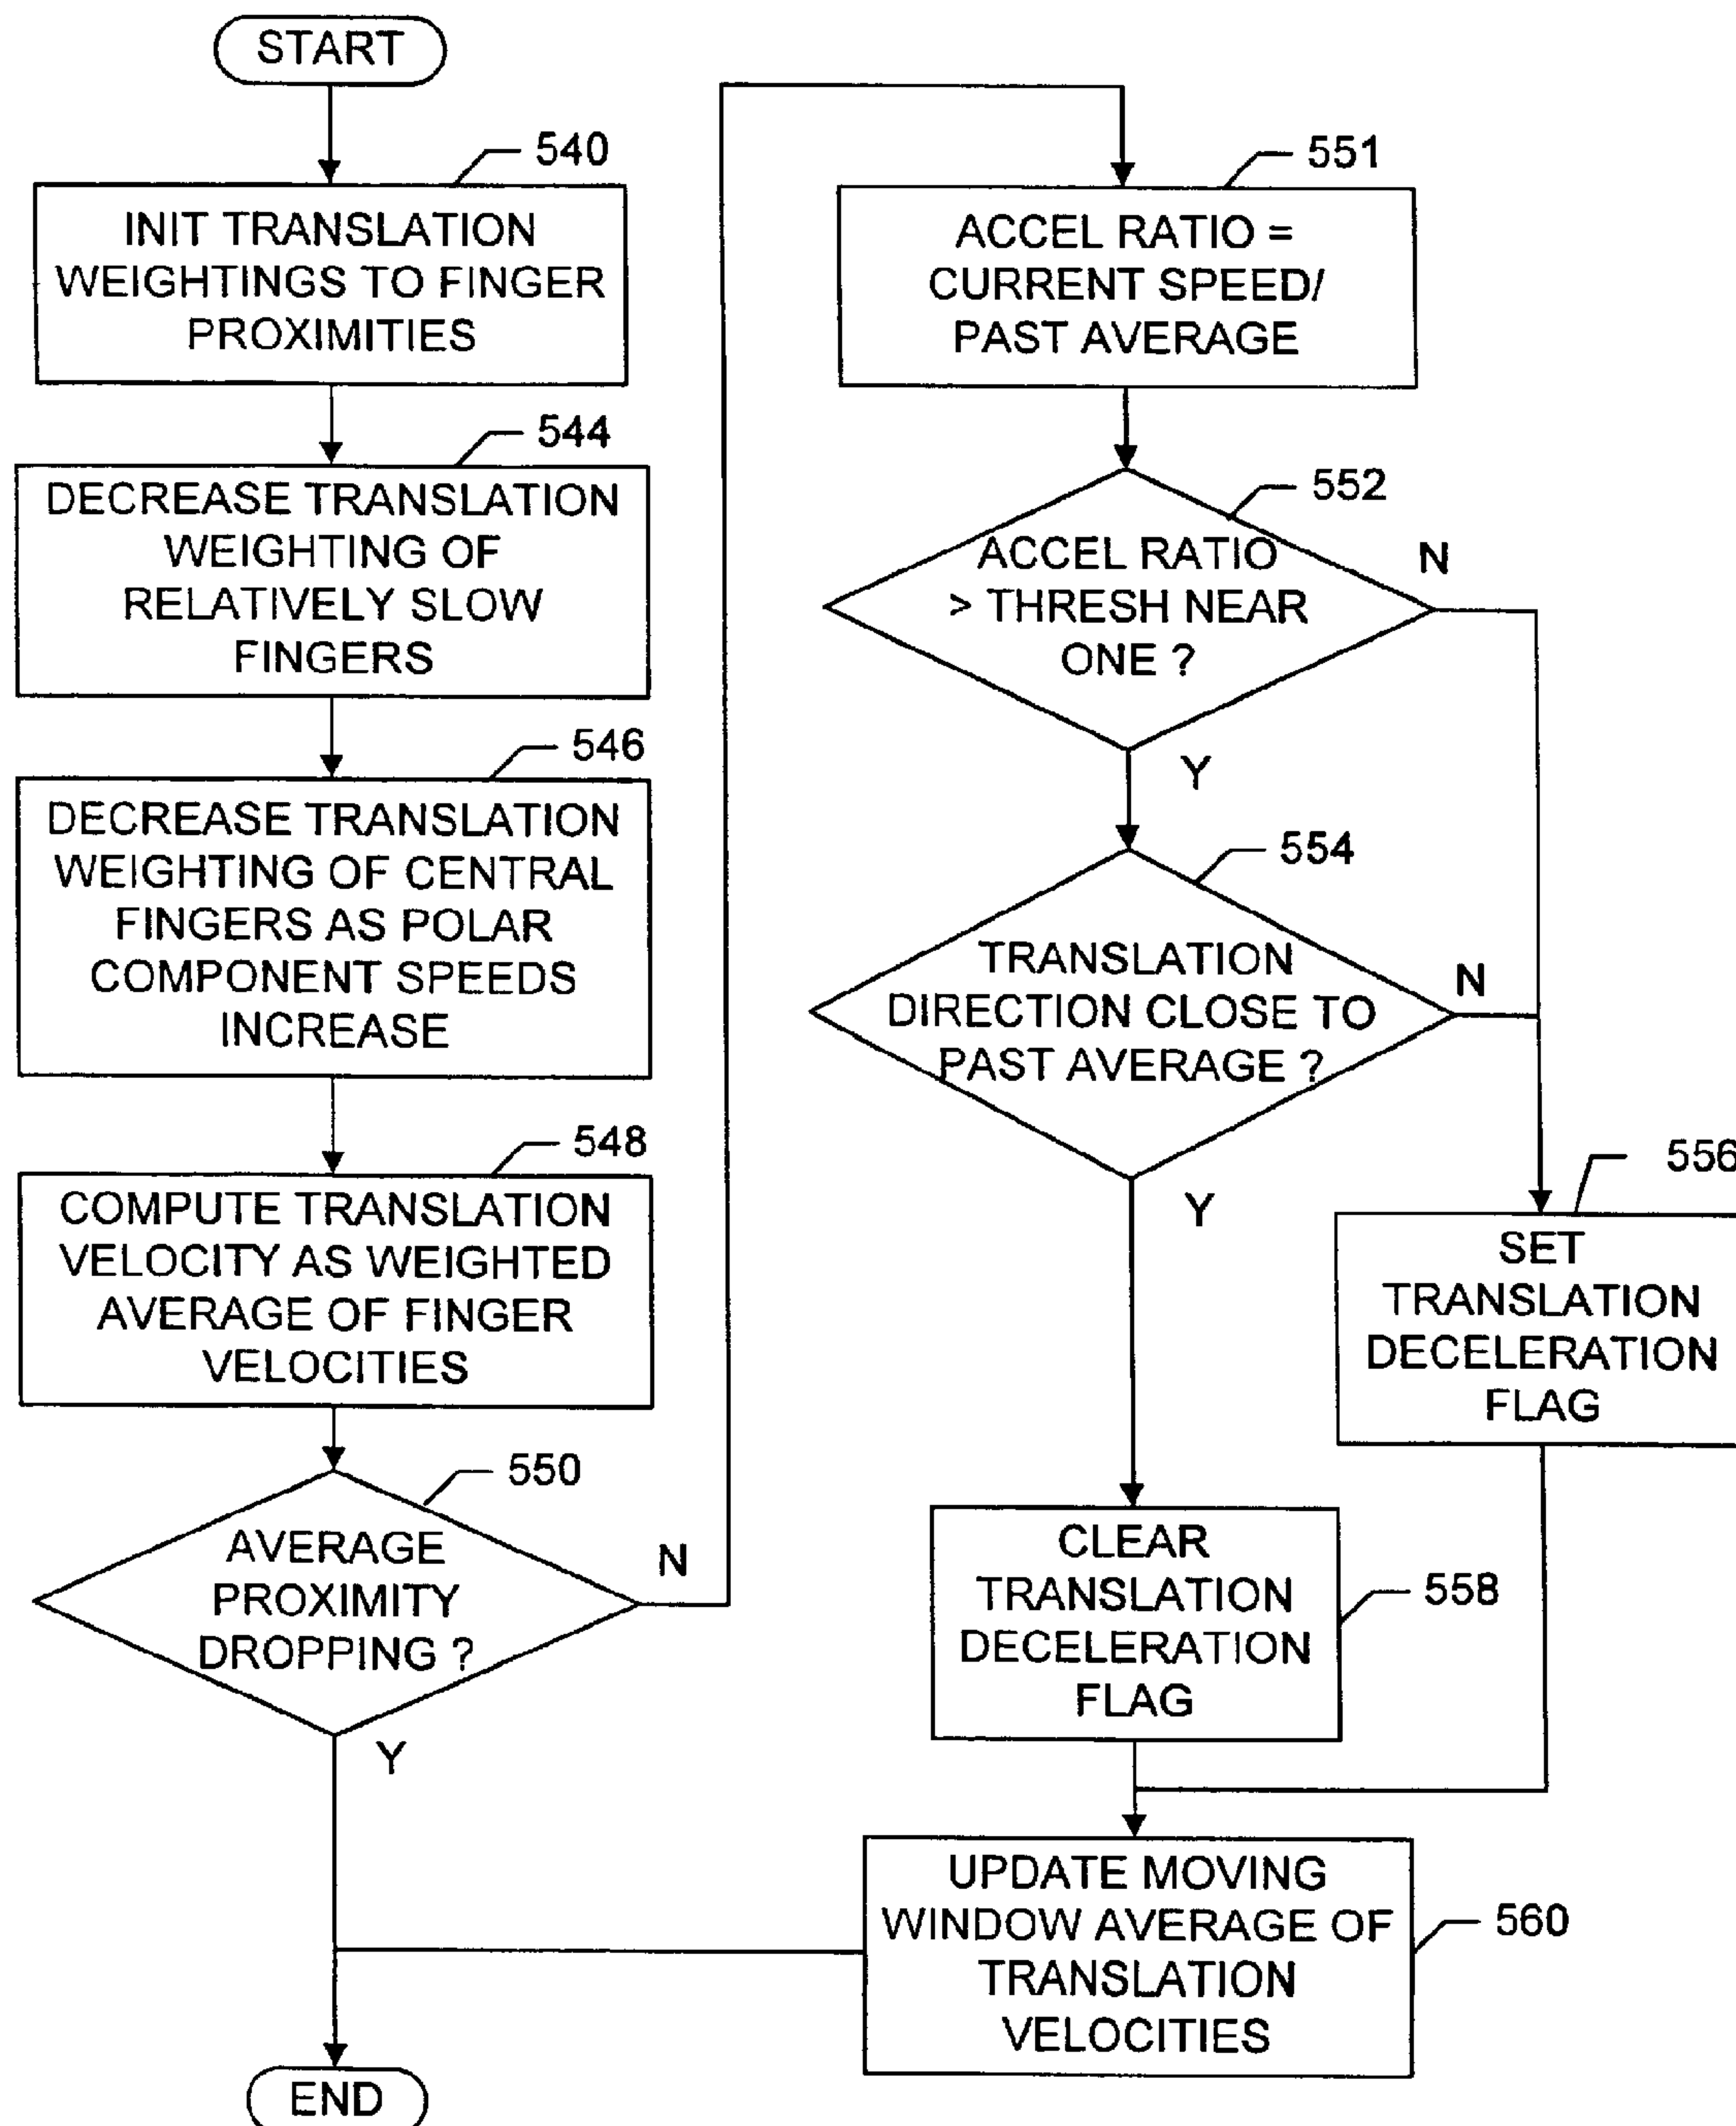 START
540
INIT TRANSLATION
WEIGHTINGS TO FINGER
PROXIMITIES
544
DECREASE TRANSLATION
WEIGHTING OF
RELATIVELY SLOW
FINGERS
546
DECREASE TRANSLATION
WEIGHTING OF CENTRAL
FINGERS AS POLAR
COMPONENT SPEEDS
INCREASE
548
COMPUTE TRANSLATION
VELOCITY AS WEIGHTED
AVERAGE OF FINGER
VELOCITIES
550
AVERAGE
PROXIMITY
DROPPING ?
N
Y
551
ACCEL RATIO =
CURRENT SPEED/
PAST AVERAGE
552
ACCEL RATIO
> THRESH NEAR
ONE ?
N
Y
554
TRANSLATION
DIRECTION CLOSE TO
PAST AVERAGE ?
N
Y
556
SET
TRANSLATION
DECELERATION
FLAG
558
CLEAR
TRANSLATION
DECELERATION
FLAG
560
UPDATE MOVING
WINDOW AVERAGE OF
TRANSLATION
VELOCITIES
END